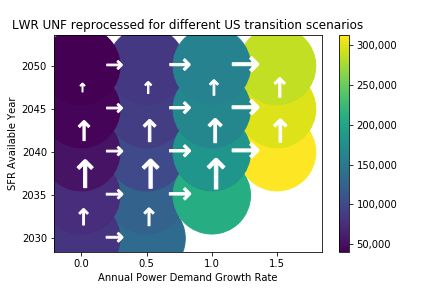 LWR UNF reprocessed for different US transition scenarios
SFR Available Year
2050
2045
2040
2035
2030
0.0 0.5 1.0 1.5
Annual Power Demand Growth Rate
300,000
250,000
200,000
150,000
100,000
50,000